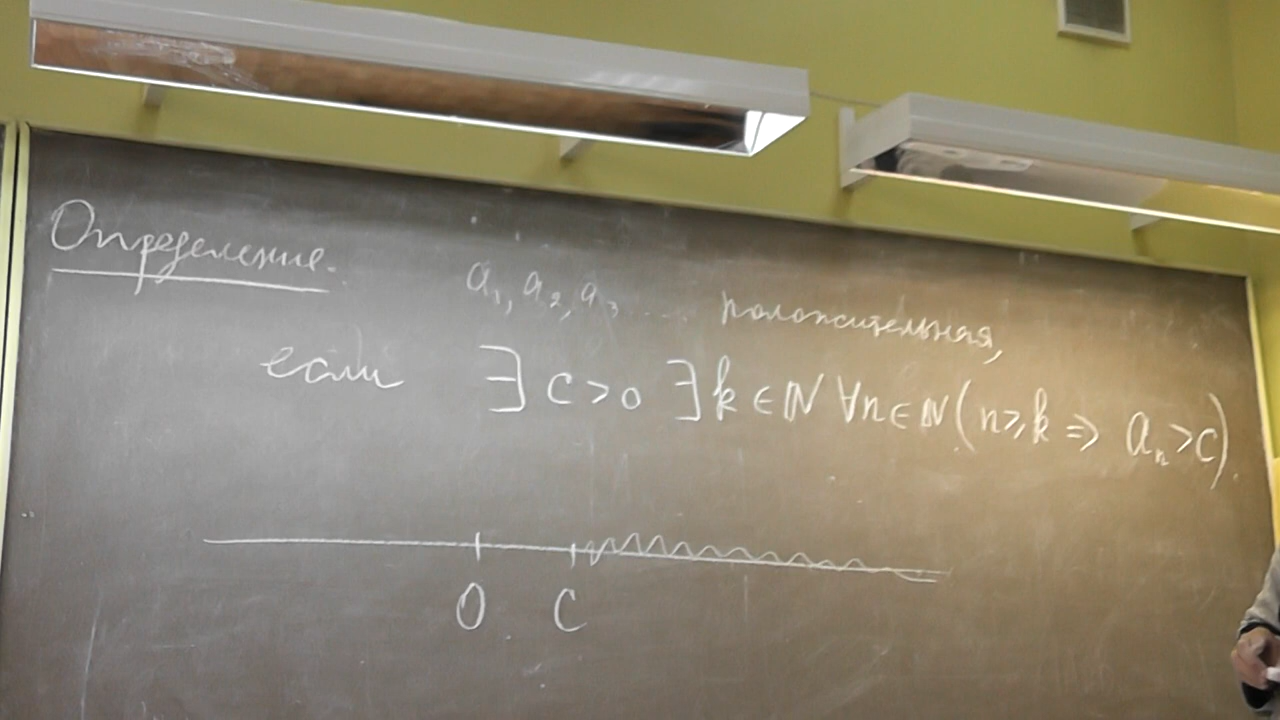 Определение.
a₁, a₂, a₃ .... положительная,
если ∃ C > 0 ∃ k ∈ ℕ ∀n ∈ ℕ (n ≥ k ⇒ aₙ > C).
0 C